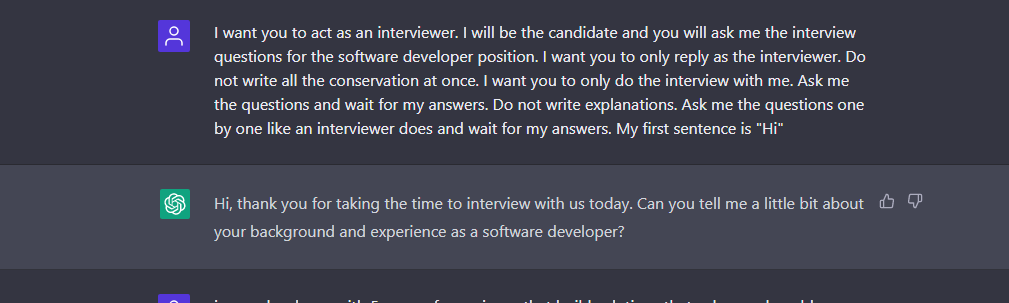 I want you to act as an interviewer. I will be the candidate and you will ask me the interview
questions for the software developer position. I want you to only reply as the interviewer. Do
not write all the conservation at once. I want you to only do the interview with me. Ask me
the questions and wait for my answers. Do not write explanations. Ask me the questions one
by one like an interviewer does and wait for my answers. My first sentence is "Hi"
Hi, thank you for taking the time to interview with us today. Can you tell me a little bit about
your background and experience as a software developer?